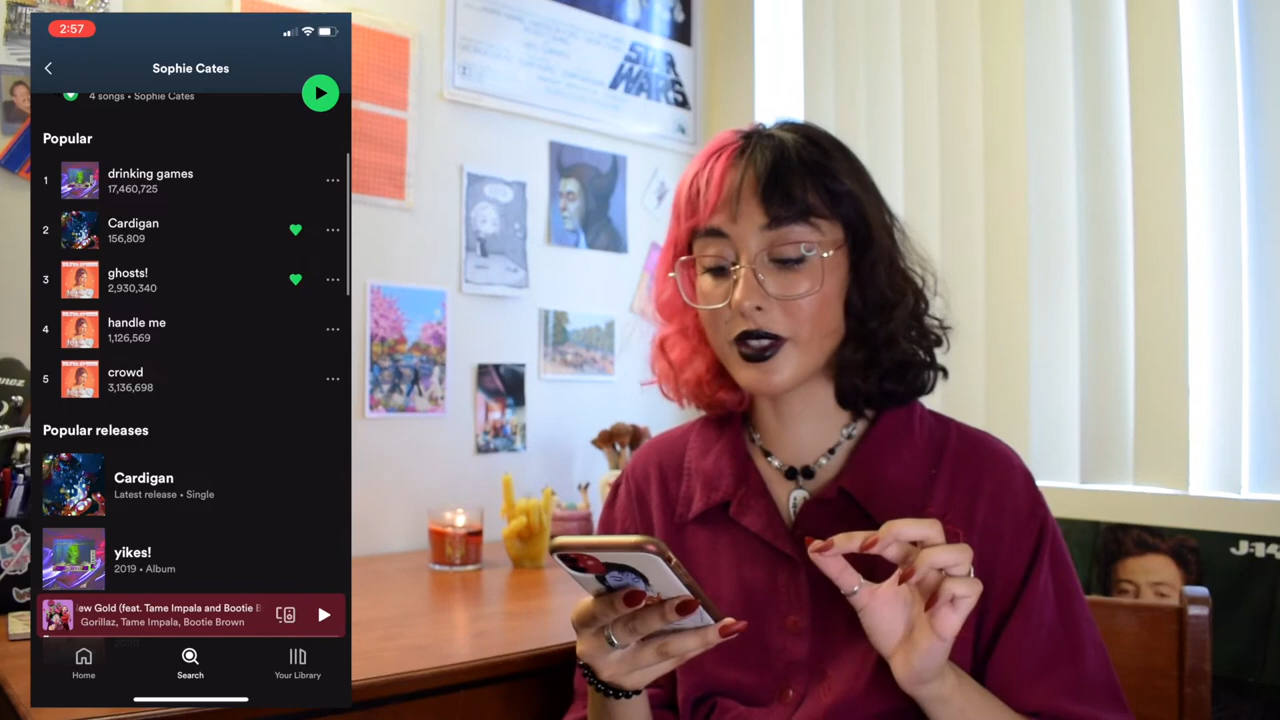 2:57
Sophie Cates
4 songs • Sophie Cates
Popular
1
drinking games
17,460,725
2
Cardigan
156,809
3
ghosts!
2,930,340
4
handle me
1,126,569
5
crowd
3,136,698
Popular releases
Cardigan
Latest release • Single
yikes!
2019 • Album
ew Gold (feat. Tame Impala and Bootie B
Gorillaz, Tame Impala, Bootie Brown
2020
Home
Search
Your Library
STAR
WARS
J-14